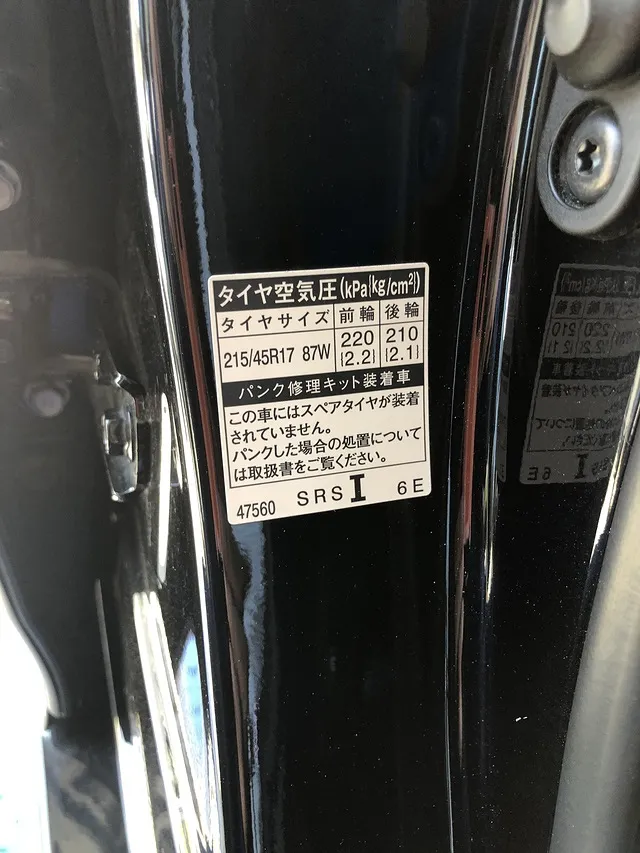 タイヤ空気圧(kPa{kg/cm²})
タイヤサイズ 前輪 後輪
215/45R17 87W 220{2.2} 210{2.1}
パンク修理キット装着車
この車にはスペアタイヤが装着
されていません。
パンクした場合の処置について
は取扱書をご覧ください。
47560 SRS I 6E